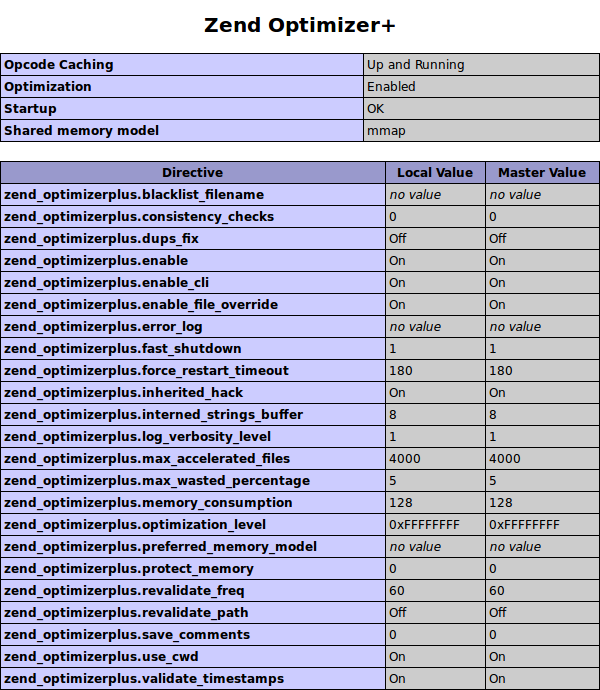 Zend Optimizer+
Opcode Caching Up and Running
Optimization Enabled
Startup OK
Shared memory model mmap
Directive Local Value Master Value
zend_optimizerplus.blacklist_filename no value no value
zend_optimizerplus.consistency_checks 0 0
zend_optimizerplus.dups_fix Off Off
zend_optimizerplus.enable On On
zend_optimizerplus.enable_cli On On
zend_optimizerplus.enable_file_override On On
zend_optimizerplus.error_log no value no value
zend_optimizerplus.fast_shutdown 1 1
zend_optimizerplus.force_restart_timeout 180 180
zend_optimizerplus.inherited_hack On On
zend_optimizerplus.interned_strings_buffer 8 8
zend_optimizerplus.log_verbosity_level 1 1
zend_optimizerplus.max_accelerated_files 4000 4000
zend_optimizerplus.max_wasted_percentage 5 5
zend_optimizerplus.memory_consumption 128 128
zend_optimizerplus.optimization_level 0xFFFFFFFF 0xFFFFFFFF
zend_optimizerplus.preferred_memory_model no value no value
zend_optimizerplus.protect_memory 0 0
zend_optimizerplus.revalidate_freq 60 60
zend_optimizerplus.revalidate_path Off Off
zend_optimizerplus.save_comments 0 0
zend_optimizerplus.use_cwd On On
zend_optimizerplus.validate_timestamps On On